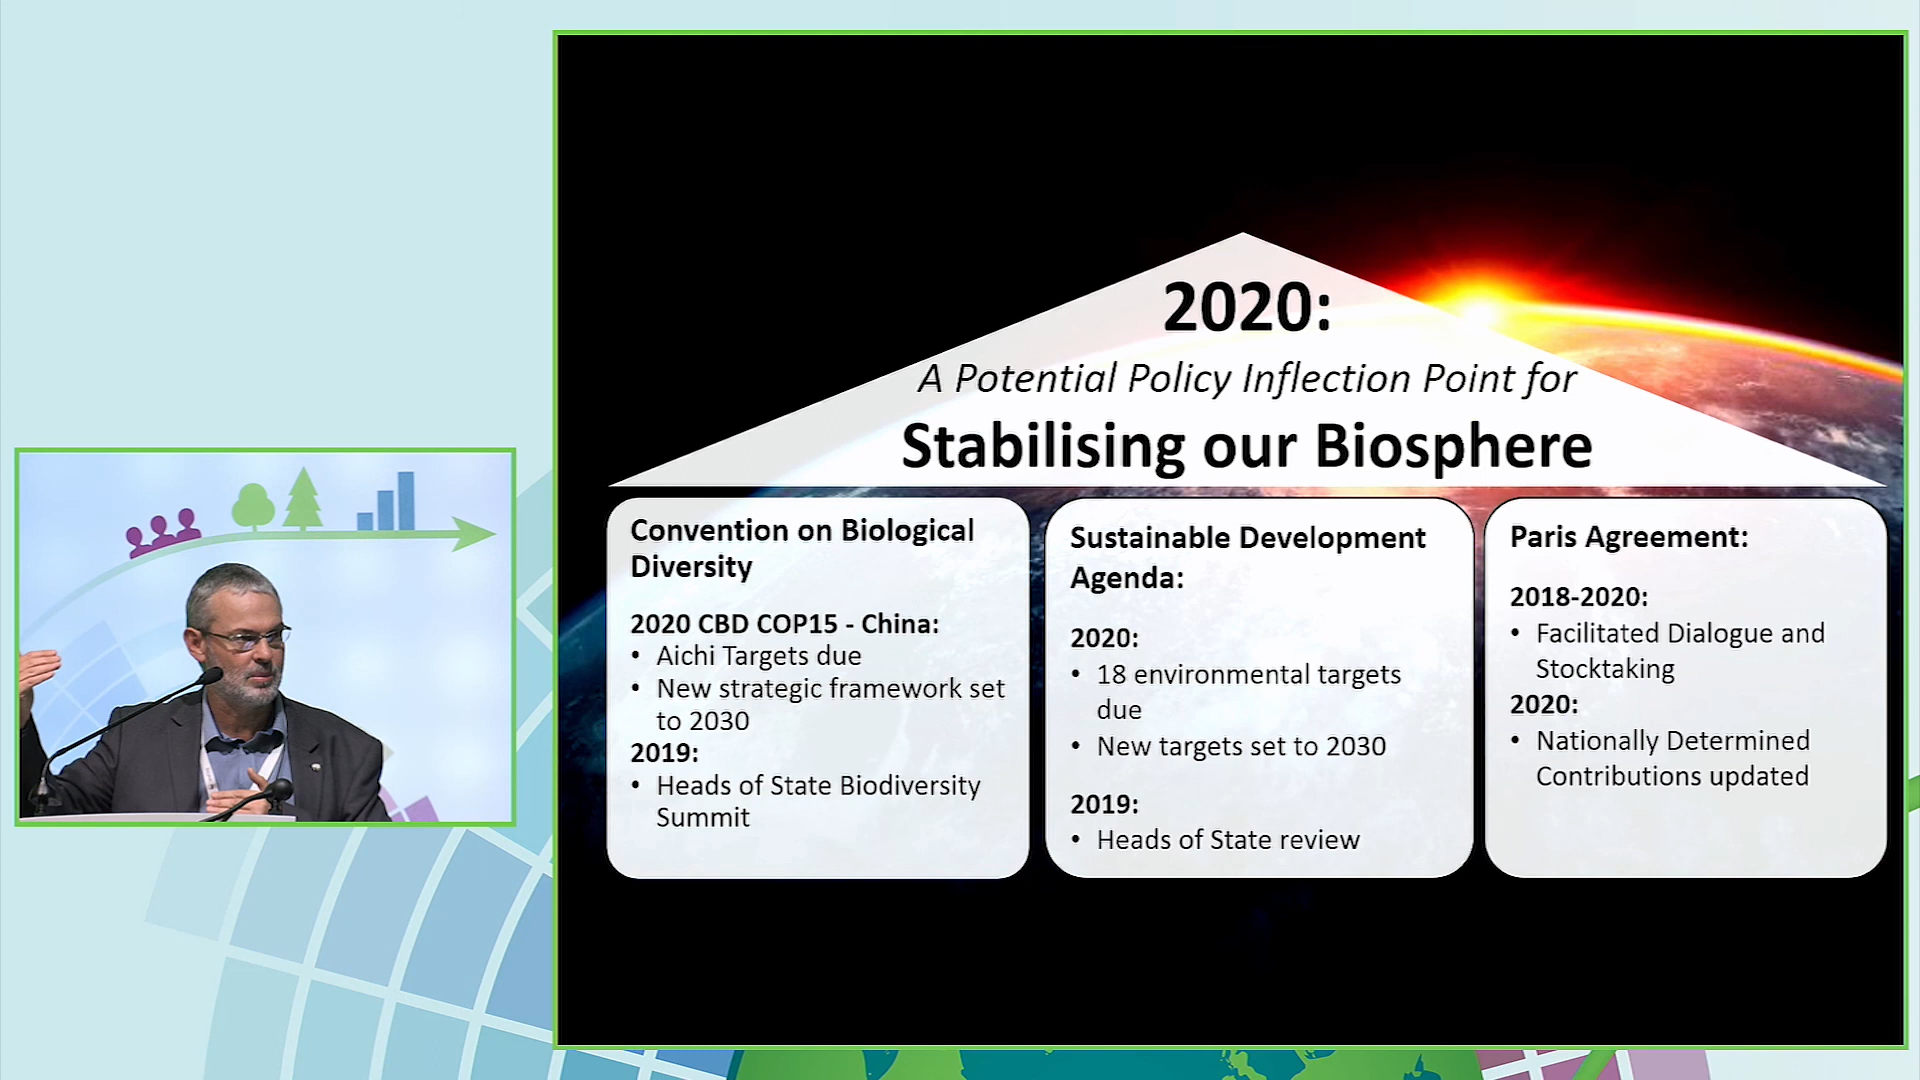 2020:
A Potential Policy Inflection Point for
Stabilising our Biosphere
Convention on Biological
Diversity
2020 CBD COP15 - China:
• Aichi Targets due
• New strategic framework set
to 2030
2019:
• Heads of State Biodiversity
Summit
Sustainable Development
Agenda:
2020:
• 18 environmental targets
due
• New targets set to 2030
2019:
• Heads of State review
Paris Agreement:
2018-2020:
• Facilitated Dialogue and
Stocktaking
2020:
• Nationally Determined
Contributions updated